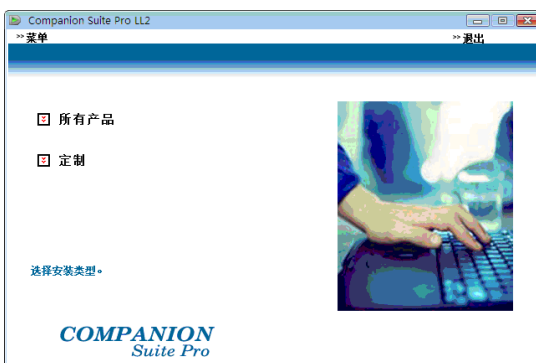 Companion Suite Pro LL2
>> 菜单 >> 退出
所有产品
定制
选择安装类型。
COMPANION
Suite Pro